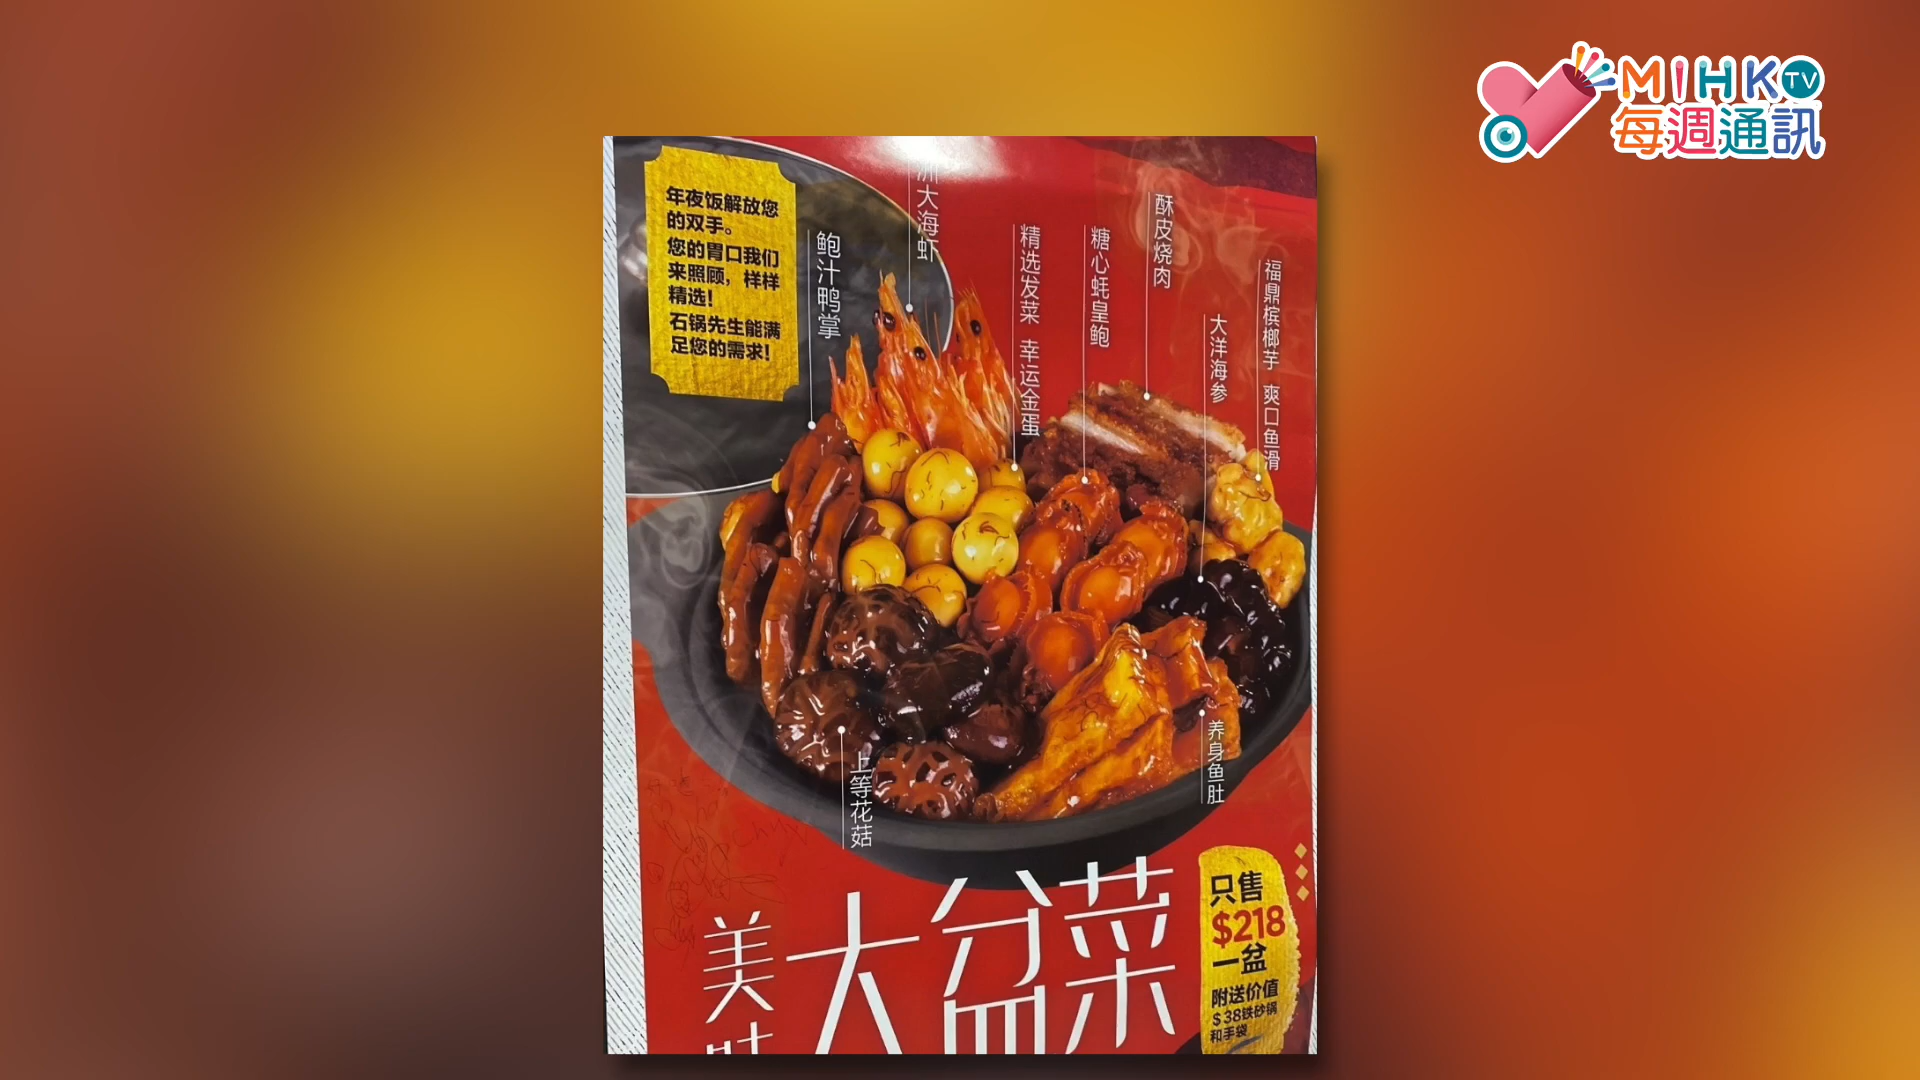 MIHK TV
每週通訊
年夜饭解放您
的双手。
您的胃口我们
来照顾，样样
精选！
石锅先生能满
足您的需求！
鲍汁鸭掌
洲大海虾
精选发菜 幸运金蛋
糖心蚝皇鲍
酥皮烧肉
大洋海参
福鼎槟榔芋 爽口鱼滑
上等花菇
养身鱼肚
美味
大盆菜
只售
$218
一盆
附送价值
$38铁砂锅
和手袋